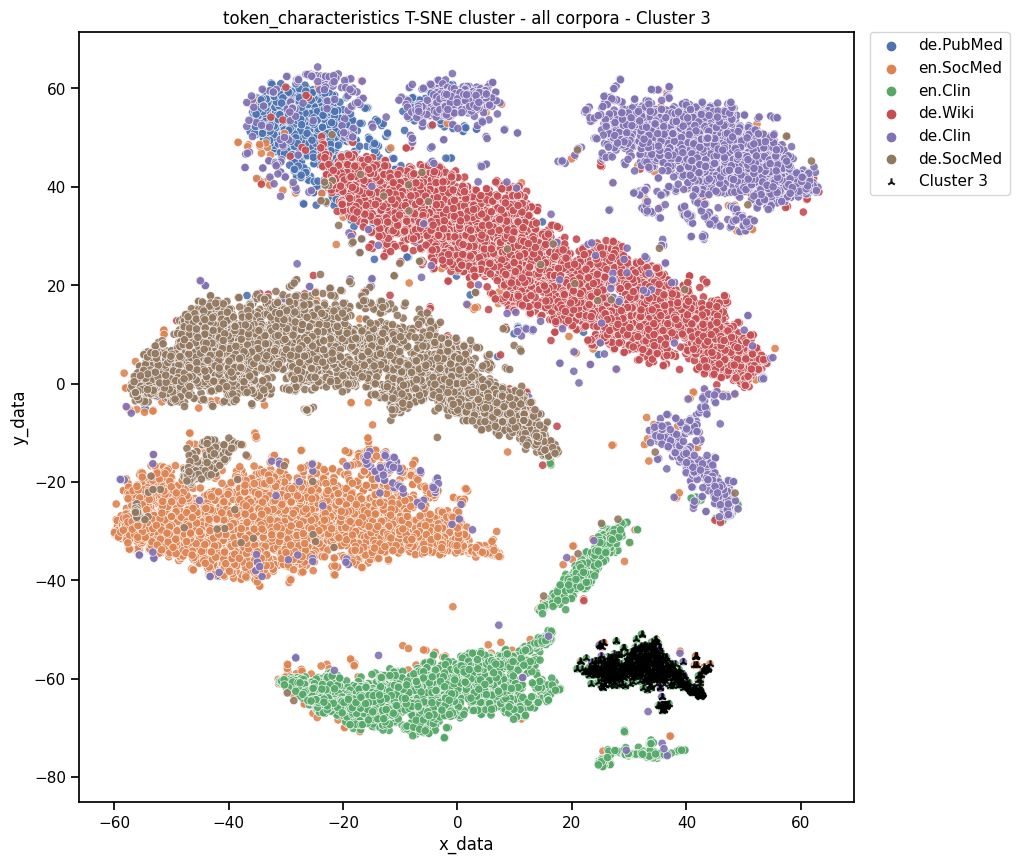 token_characteristics T-SNE cluster - all corpora - Cluster 3
de.PubMed
en.SocMed
en.Clin
de.Wiki
de.Clin
de.SocMed
Cluster 3
60
40
20
0
−20
−40
−60
−80
y_data
−60
−40
−20
0
20
40
60
x_data